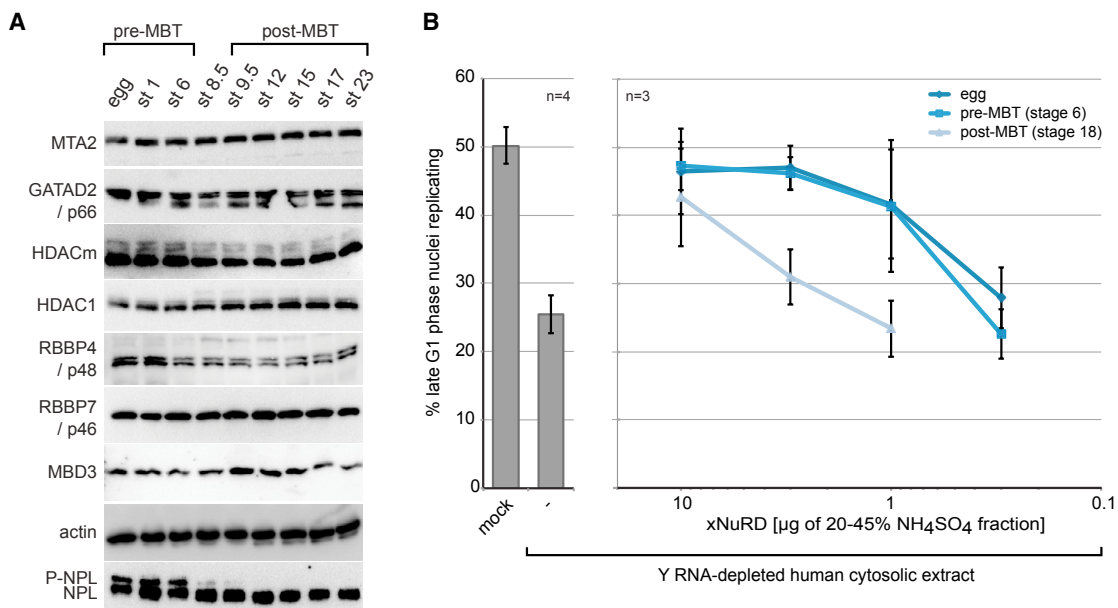 A
pre-MBT
post-MBT
egg
st 1
st 6
st 8.5
st 9.5
st 12
st 15
st 17
st 23
MTA2
GATAD2
/ p66
HDACm
HDAC1
RBBP4
/ p48
RBBP7
/ p46
MBD3
actin
P-NPL
NPL
B
% late G1 phase nuclei replicating
60
50
40
30
20
10
0
n=4
mock
-
n=3
egg
pre-MBT (stage 6)
post-MBT (stage 18)
10
1
0.1
xNuRD [µg of 20-45% NH4SO4 fraction]
Y RNA-depleted human cytosolic extract